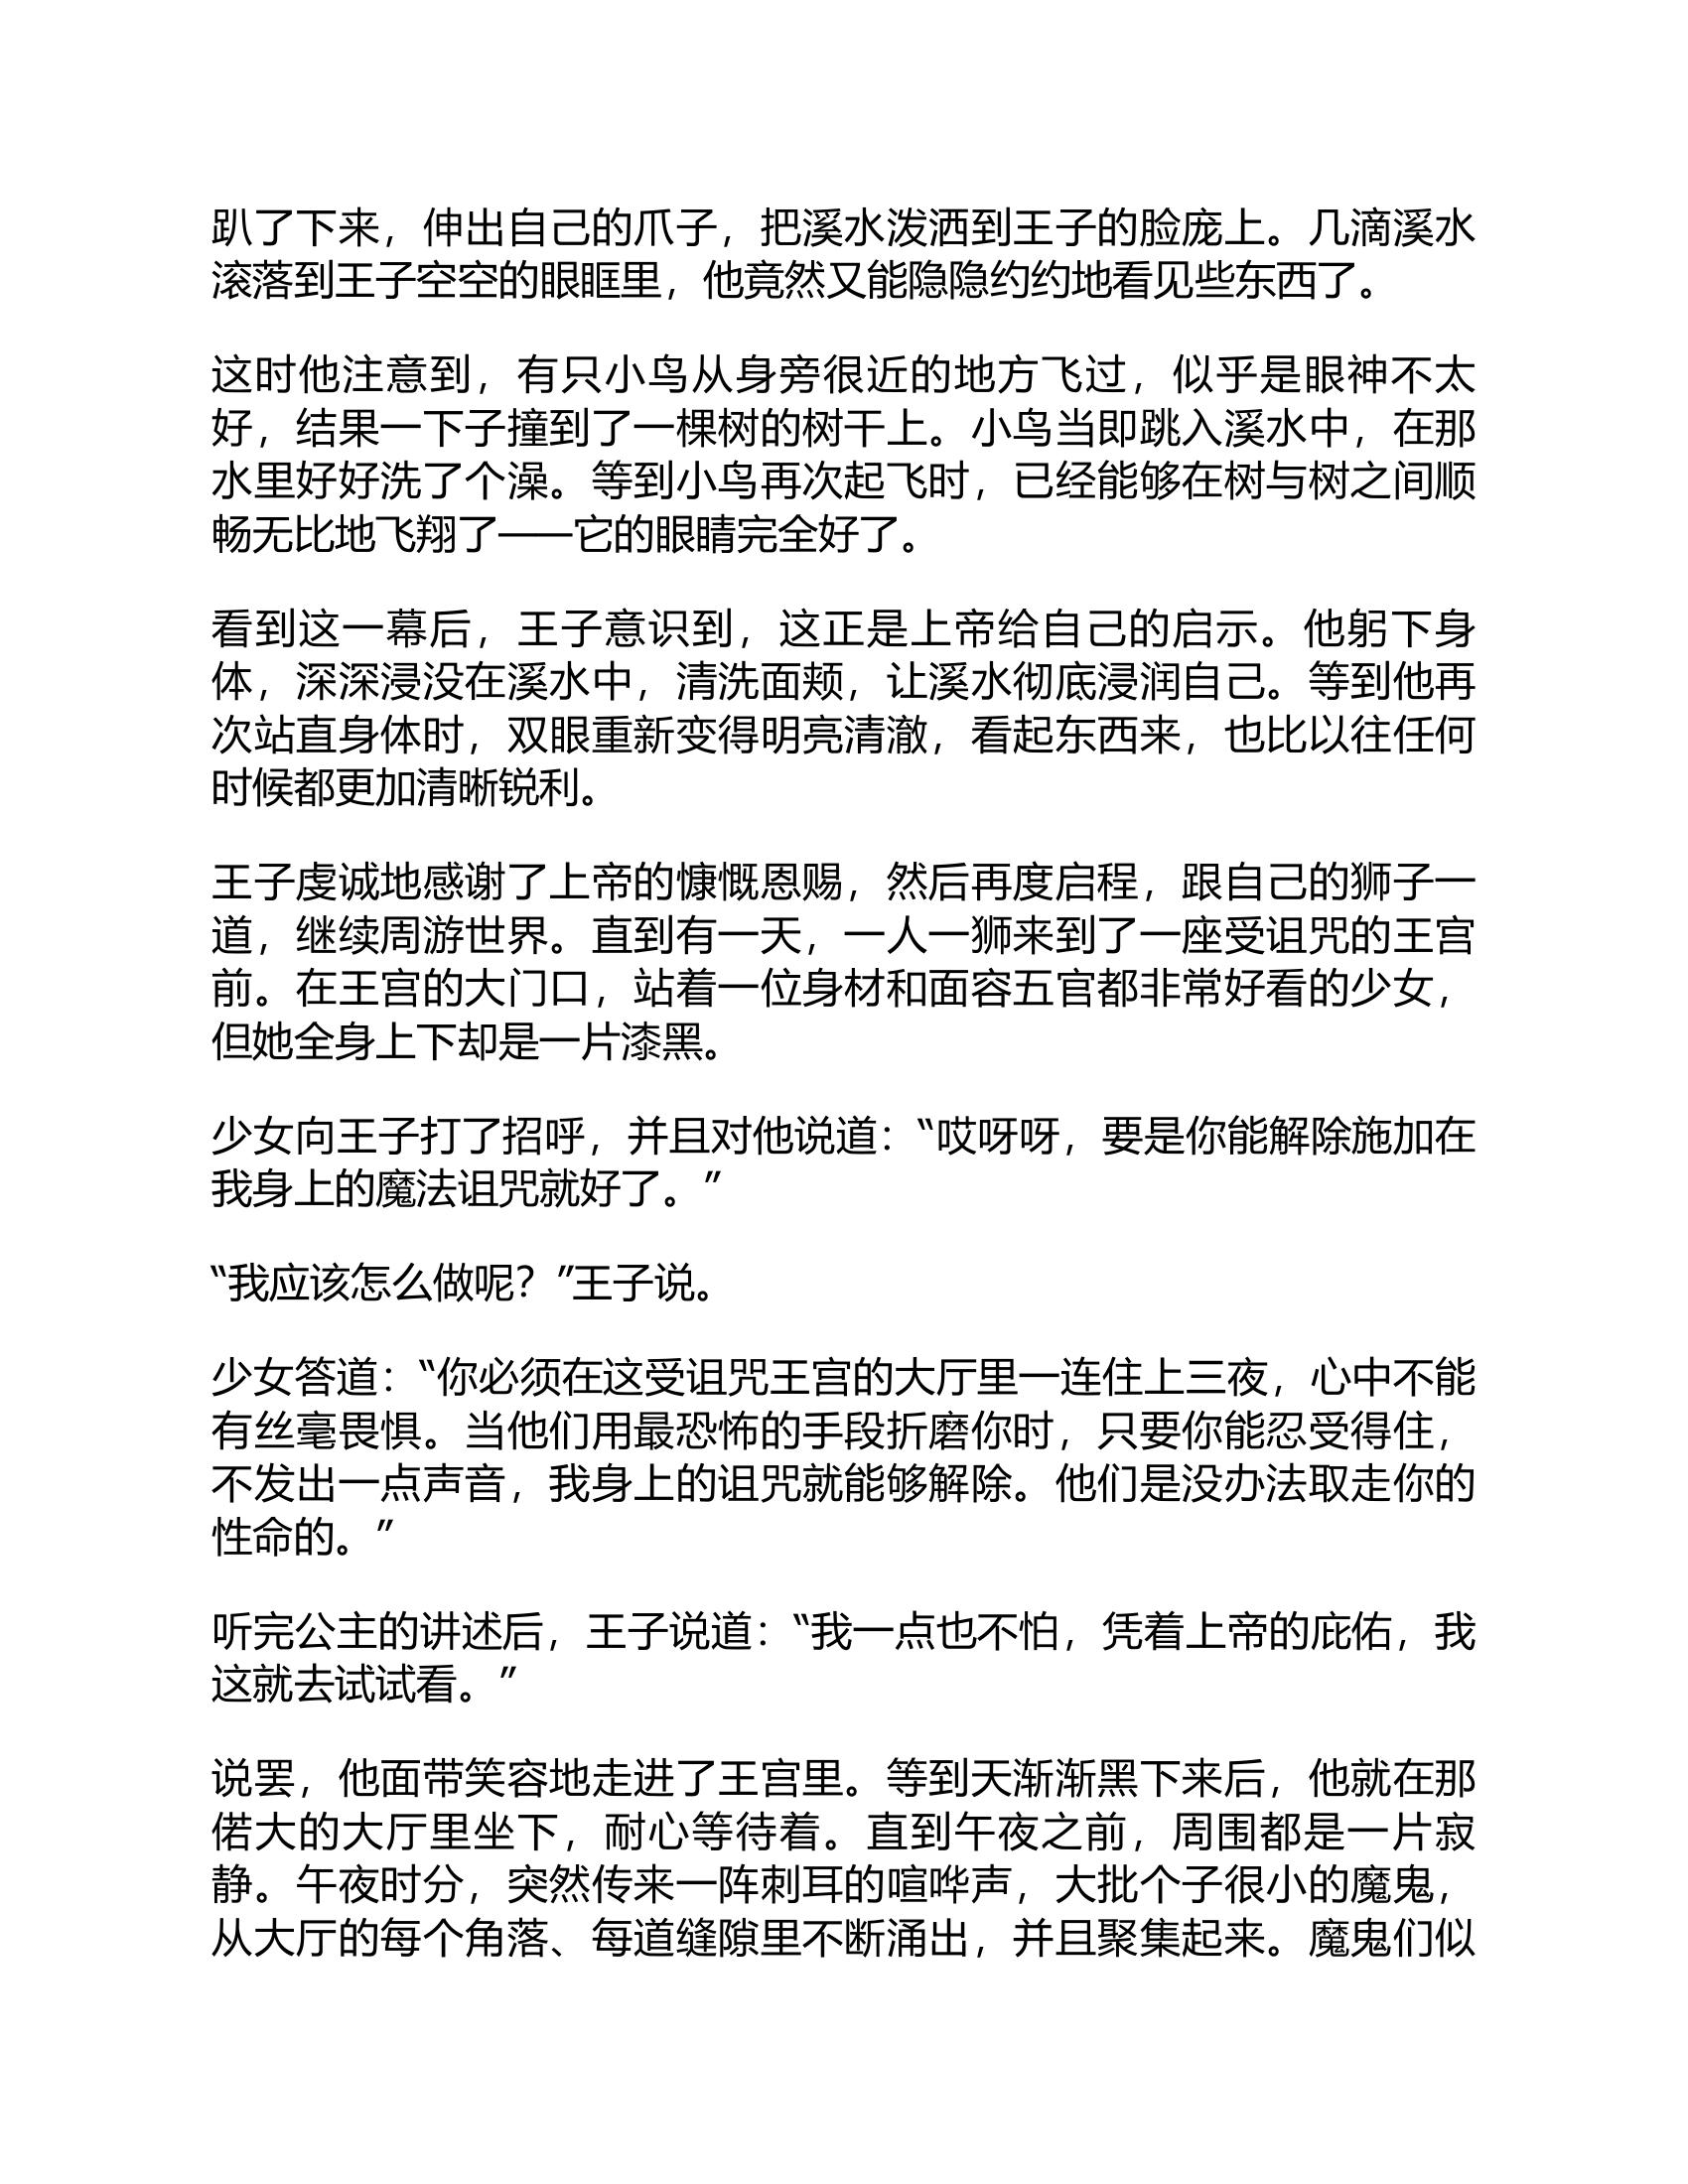 趴了下来，伸出自己的爪子，把溪水泼洒到王子的脸庞上。几滴溪水
滚落到王子空空的眼眶里，他竟然又能隐隐约约地看见些东西了。
这时他注意到，有只小鸟从身旁很近的地方飞过，似乎是眼神不太
好，结果一下子撞到了一棵树的树干上。小鸟当即跳入溪水中，在那
水里好好洗了个澡。等到小鸟再次起飞时，已经能够在树与树之间顺
畅无比地飞翔了——它的眼睛完全好了。
看到这一幕后，王子意识到，这正是上帝给自己的启示。他躬下身
体，深深浸没在溪水中，清洗面颊，让溪水彻底浸润自己。等到他再
次站直身体时，双眼重新变得明亮清澈，看起东西来，也比以往任何
时候都更加清晰锐利。
王子虔诚地感谢了上帝的慷慨恩赐，然后再度启程，跟自己的狮子一
道，继续周游世界。直到有一天，一人一狮来到了一座受诅咒的王宫
前。在王宫的大门口，站着一位身材和面容五官都非常好看的少女，
但她全身上下却是一片漆黑。
少女向王子打了招呼，并且对他说道：“哎呀呀，要是你能解除施加在
我身上的魔法诅咒就好了。”
“我应该怎么做呢？”王子说。
少女答道：“你必须在这受诅咒王宫的大厅里一连住上三夜，心中不能
有丝毫畏惧。当他们用最恐怖的手段折磨你时，只要你能忍受得住，
不发出一点声音，我身上的诅咒就能够解除。他们是没办法取走你的
性命的。”
听完公主的讲述后，王子说道：“我一点也不怕，凭着上帝的庇佑，我
这就去试试看。”
说罢，他面带笑容地走进了王宫里。等到天渐渐黑下来后，他就在那
偌大的大厅里坐下，耐心等待着。直到午夜之前，周围都是一片寂
静。午夜时分，突然传来一阵刺耳的喧哗声，大批个子很小的魔鬼，
从大厅的每个角落、每道缝隙里不断涌出，并且聚集起来。魔鬼们似